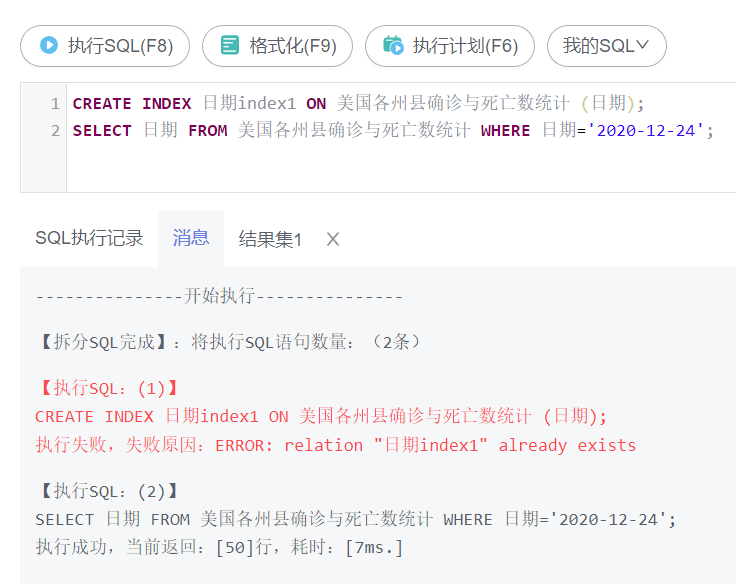 执行SQL(F8) 格式化(F9) 执行计划(F6) 我的SQL
1 CREATE INDEX 日期index1 ON 美国各州县确诊与死亡数统计 (日期);
2 SELECT 日期 FROM 美国各州县确诊与死亡数统计 WHERE 日期='2020-12-24';
SQL执行记录 消息 结果集1 X
---------------开始执行---------------
【拆分SQL完成】：将执行SQL语句数量：（2条）
【执行SQL：(1)】
CREATE INDEX 日期index1 ON 美国各州县确诊与死亡数统计 (日期);
执行失败，失败原因：ERROR: relation "日期index1" already exists
【执行SQL：(2)】
SELECT 日期 FROM 美国各州县确诊与死亡数统计 WHERE 日期='2020-12-24';
执行成功，当前返回：[50]行，耗时：[7ms.]